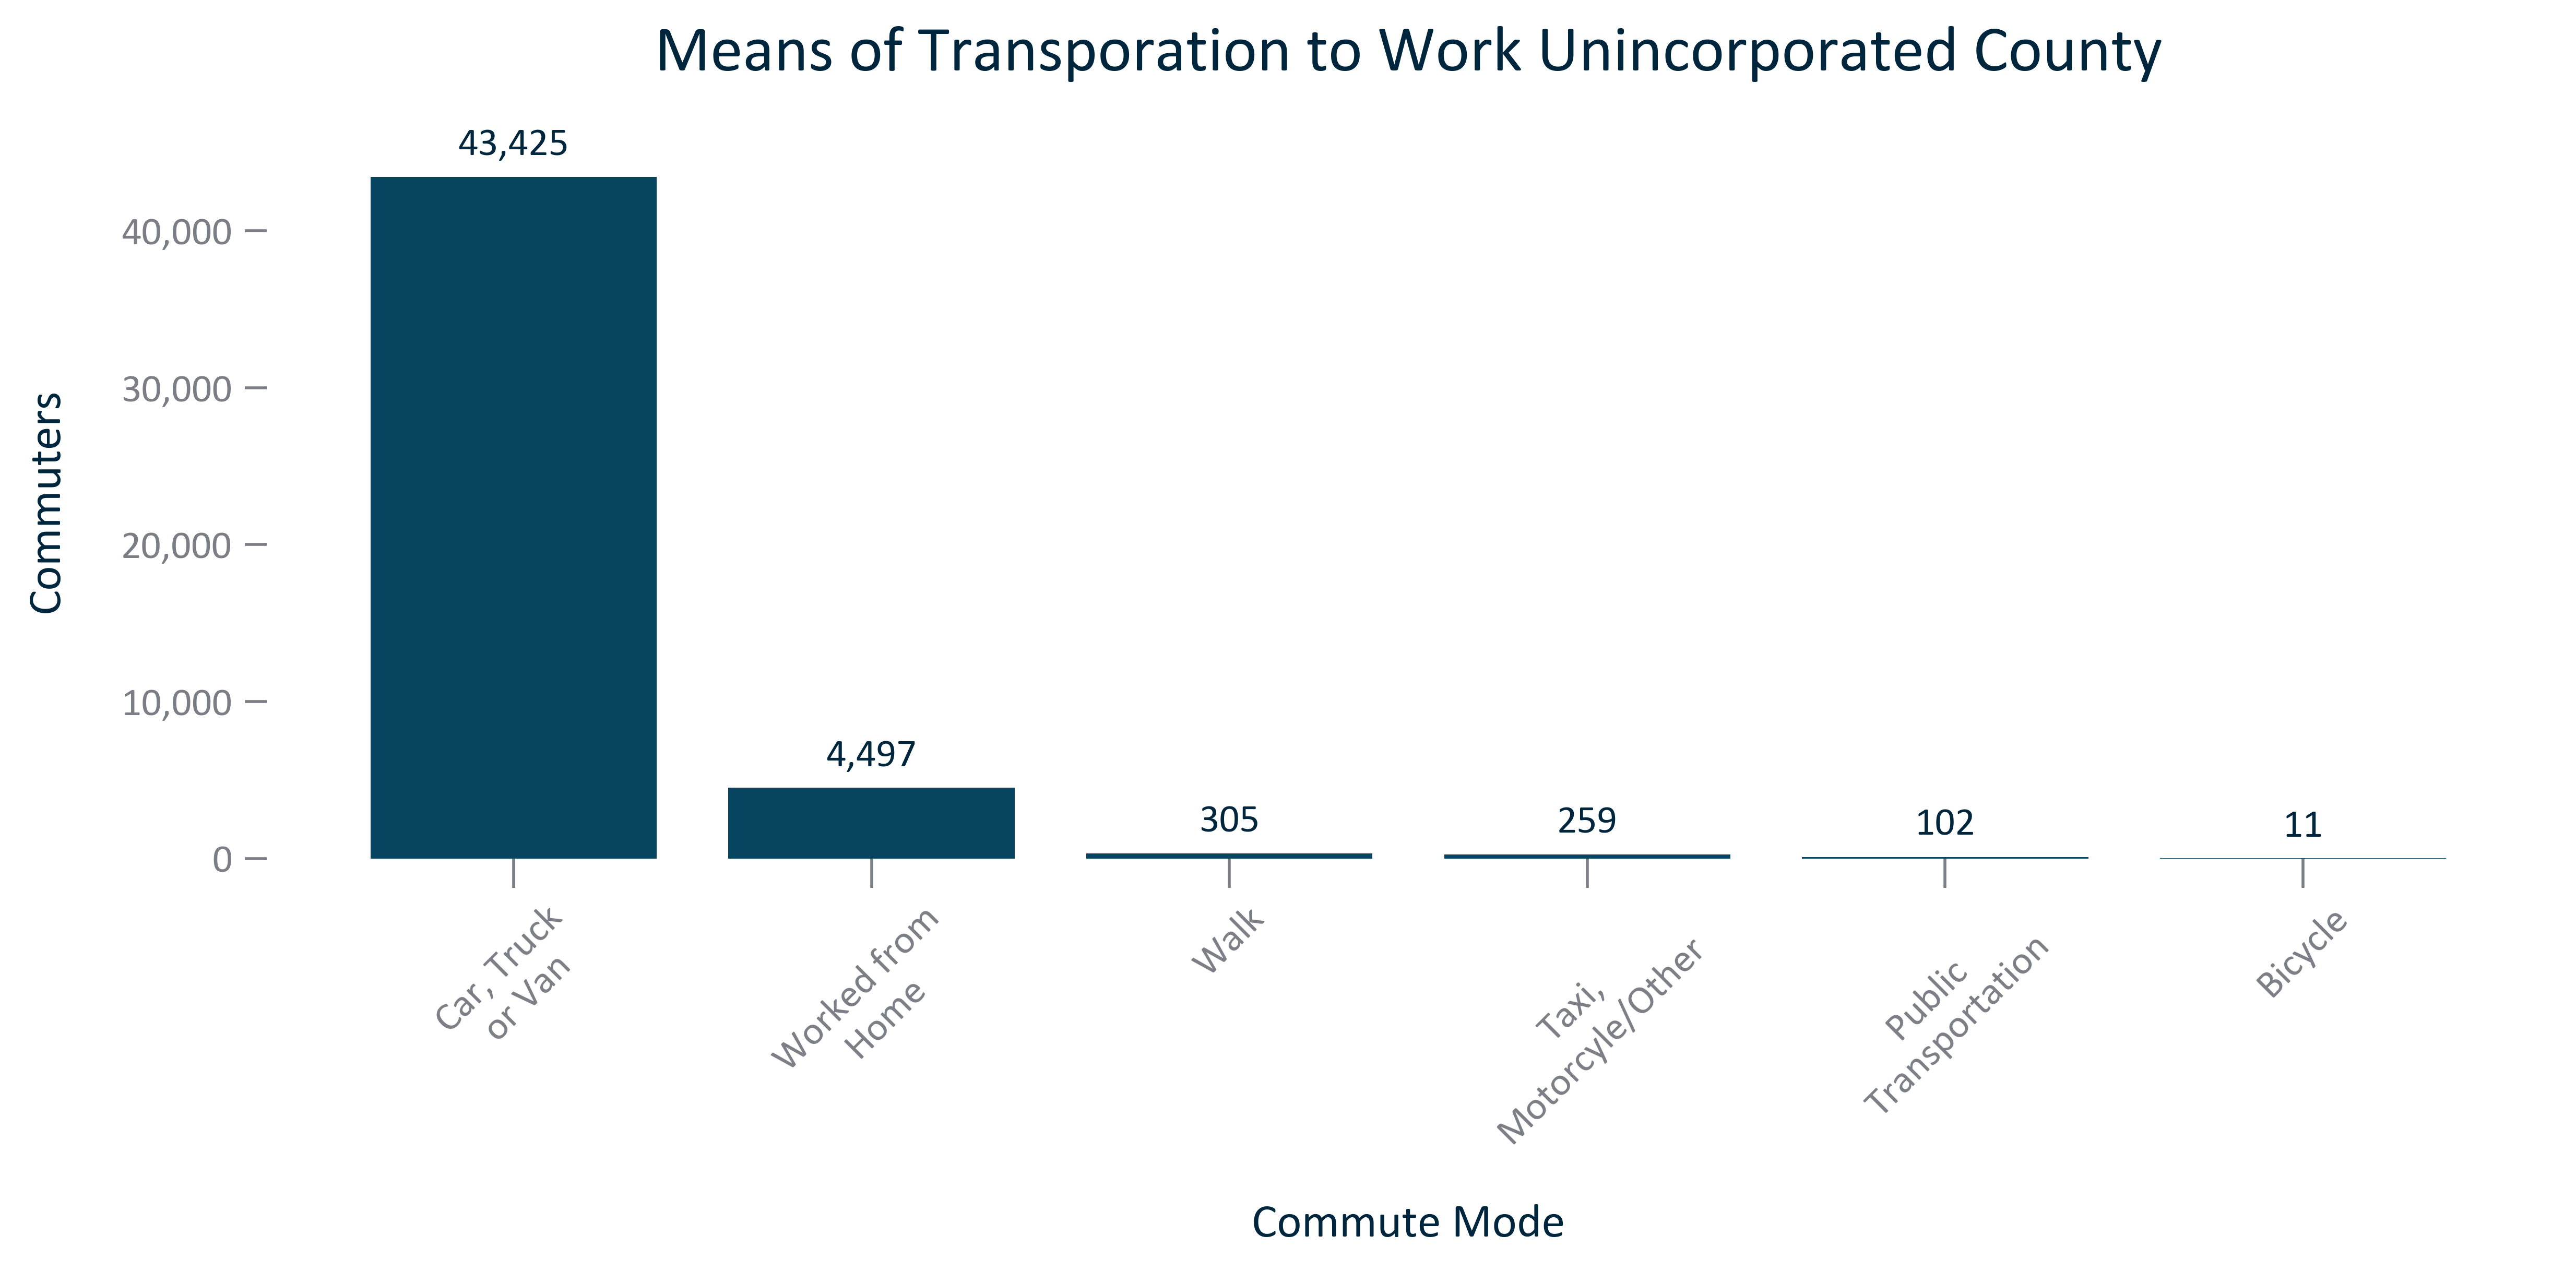 Means of Transporation to Work Unincorporated County
43,425
40,000
30,000
20,000
10,000
0
Commuters
4,497
305
259
102
11
Car, Truck
or Van
Worked from
Home
Walk
Taxi,
Motorcyle/Other
Public
Transportation
Bicycle
Commute Mode